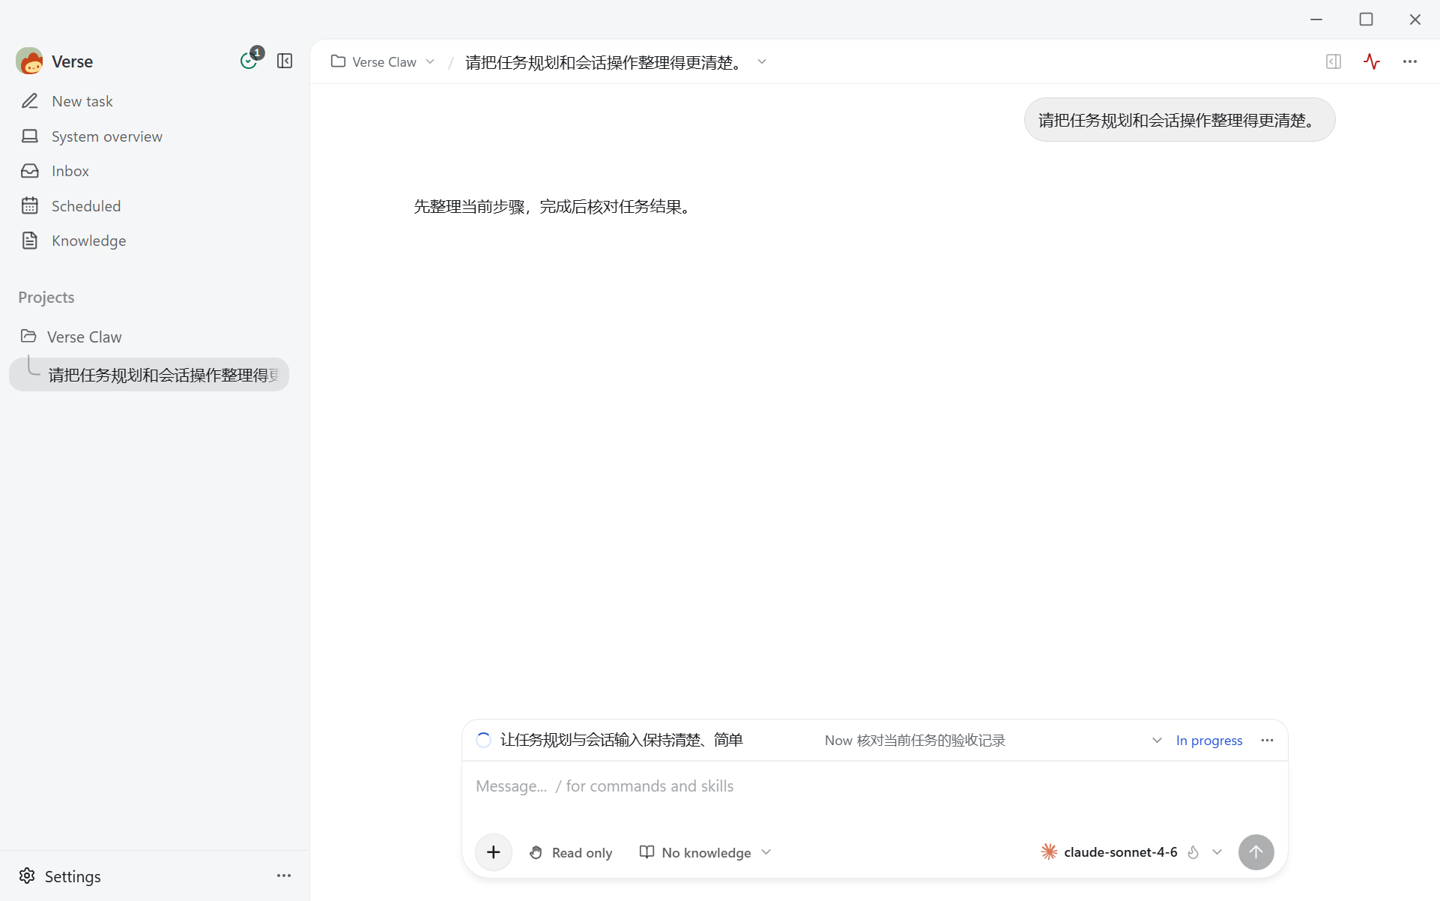 Verse
1
New task
System overview
Inbox
Scheduled
Knowledge
Projects
Verse Claw
请把任务规划和会话操作整理得
Settings
Verse Claw / 请把任务规划和会话操作整理得更清楚。
请把任务规划和会话操作整理得更清楚。
先整理当前步骤，完成后核对任务结果。
让任务规划与会话输入保持清楚、简单 Now 核对当前任务的验收记录 In progress
Message... / for commands and skills
Read only No knowledge claude-sonnet-4-6